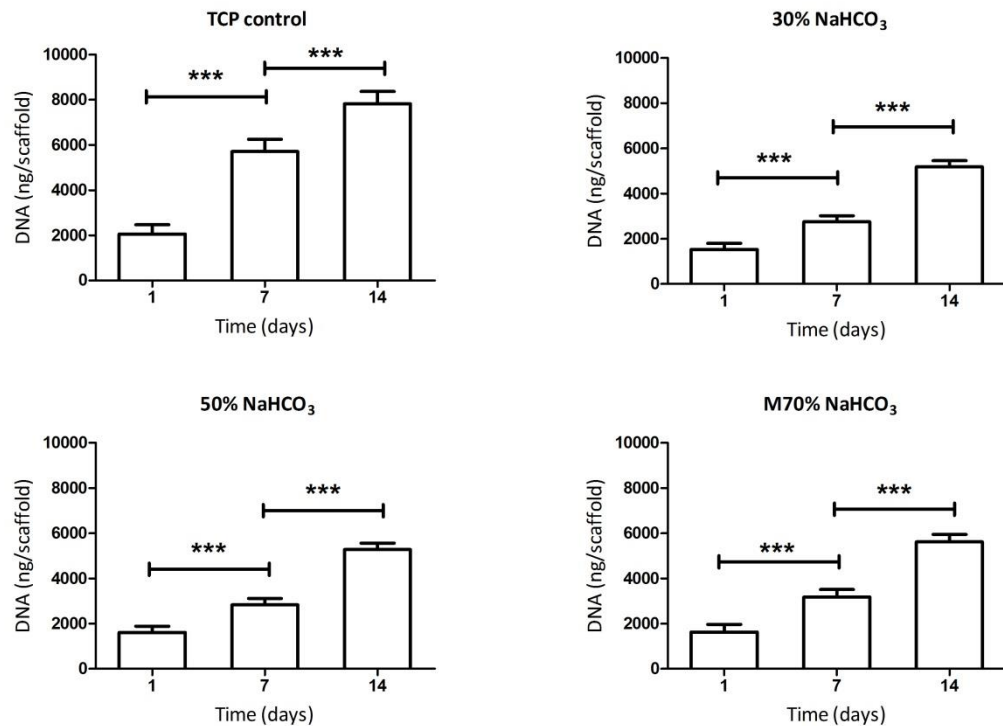 TCP control
DNA (ng/scaffold)
10000
8000
6000
4000
2000
0
***
***
1 7 14
Time (days)
30% NaHCO₃
DNA (ng/scaffold)
10000
8000
6000
4000
2000
0
***
***
1 7 14
Time (days)
50% NaHCO₃
DNA (ng/scaffold)
10000
8000
6000
4000
2000
0
***
***
1 7 14
Time (days)
M70% NaHCO₃
DNA (ng/scaffold)
10000
8000
6000
4000
2000
0
***
***
1 7 14
Time (days)